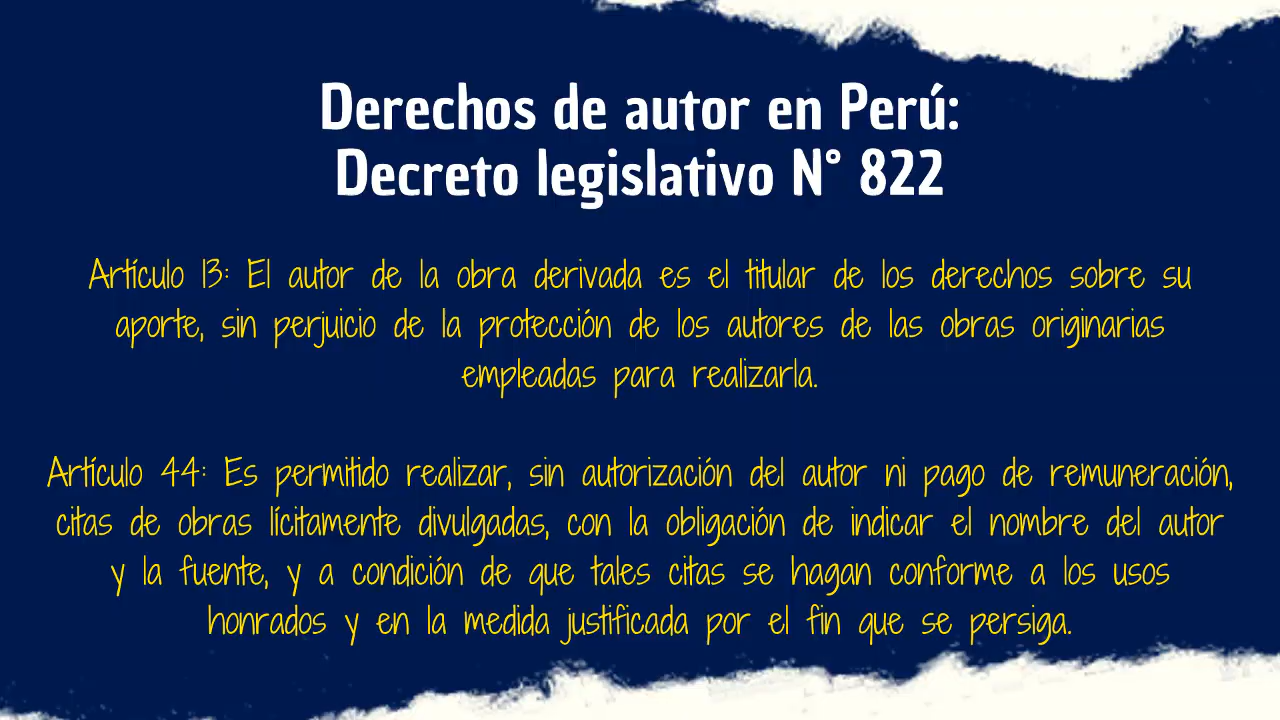 Derechos de autor en Perú:
Decreto legislativo N° 822
Artículo 13: El autor de la obra derivada es el titular de los derechos sobre su
aporte, sin perjuicio de la protección de los autores de las obras originarias
empleadas para realizarla.
Artículo 44: Es permitido realizar, sin autorización del autor ni pago de remuneración,
citas de obras lícitamente divulgadas, con la obligación de indicar el nombre del autor
y la fuente, y a condición de que tales citas se hagan conforme a los usos
honrados y en la medida justificada por el fin que se persiga.